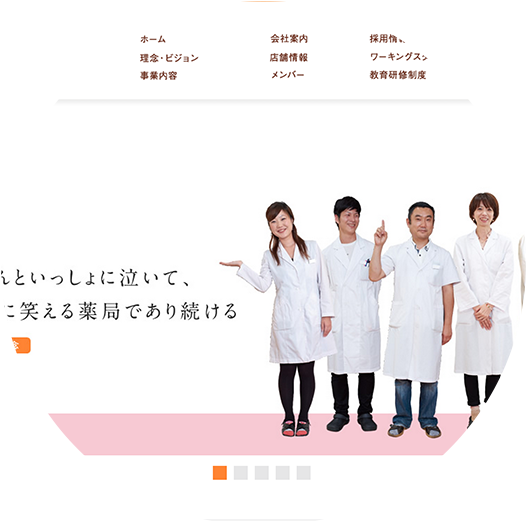 ホーム
会社案内
採用情
理念・ビジョン
店舗情報
ワーキングス
事業内容
メンバー
教育研修制度
んといっしょに泣いて、
に笑える薬局であり続ける